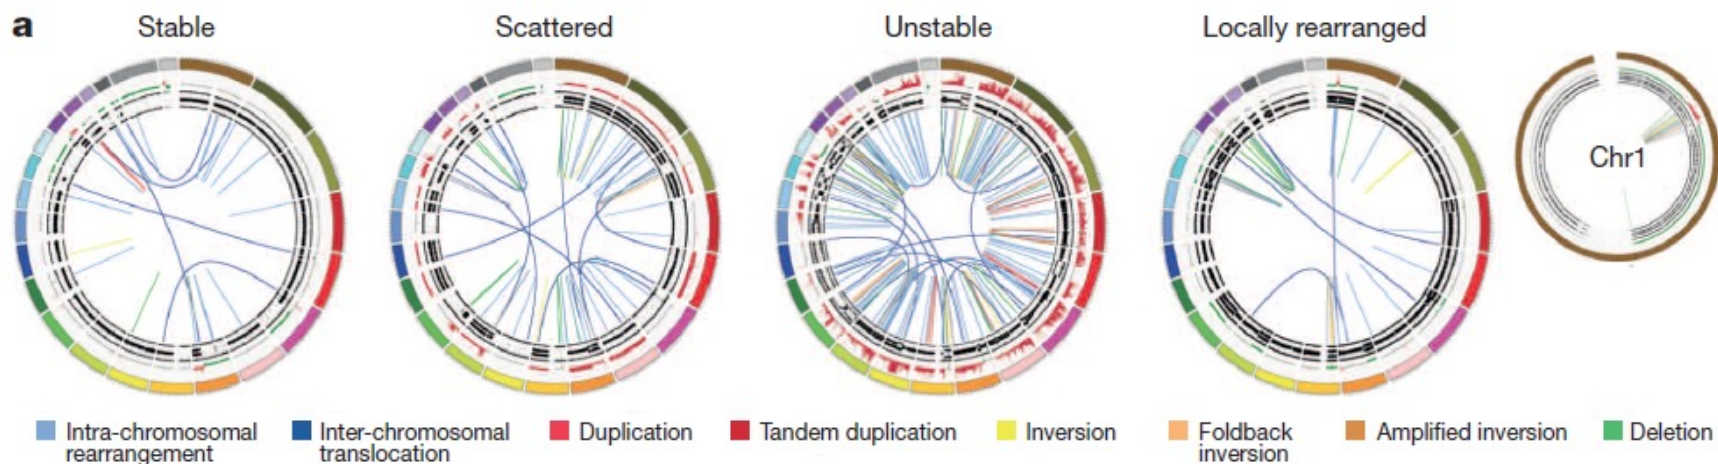 a
Stable
Scattered
Unstable
Locally rearranged
Chr1
Intra-chromosomal
rearrangement
Inter-chromosomal
translocation
Duplication
Tandem duplication
Inversion
Foldback
inversion
Amplified inversion
Deletion